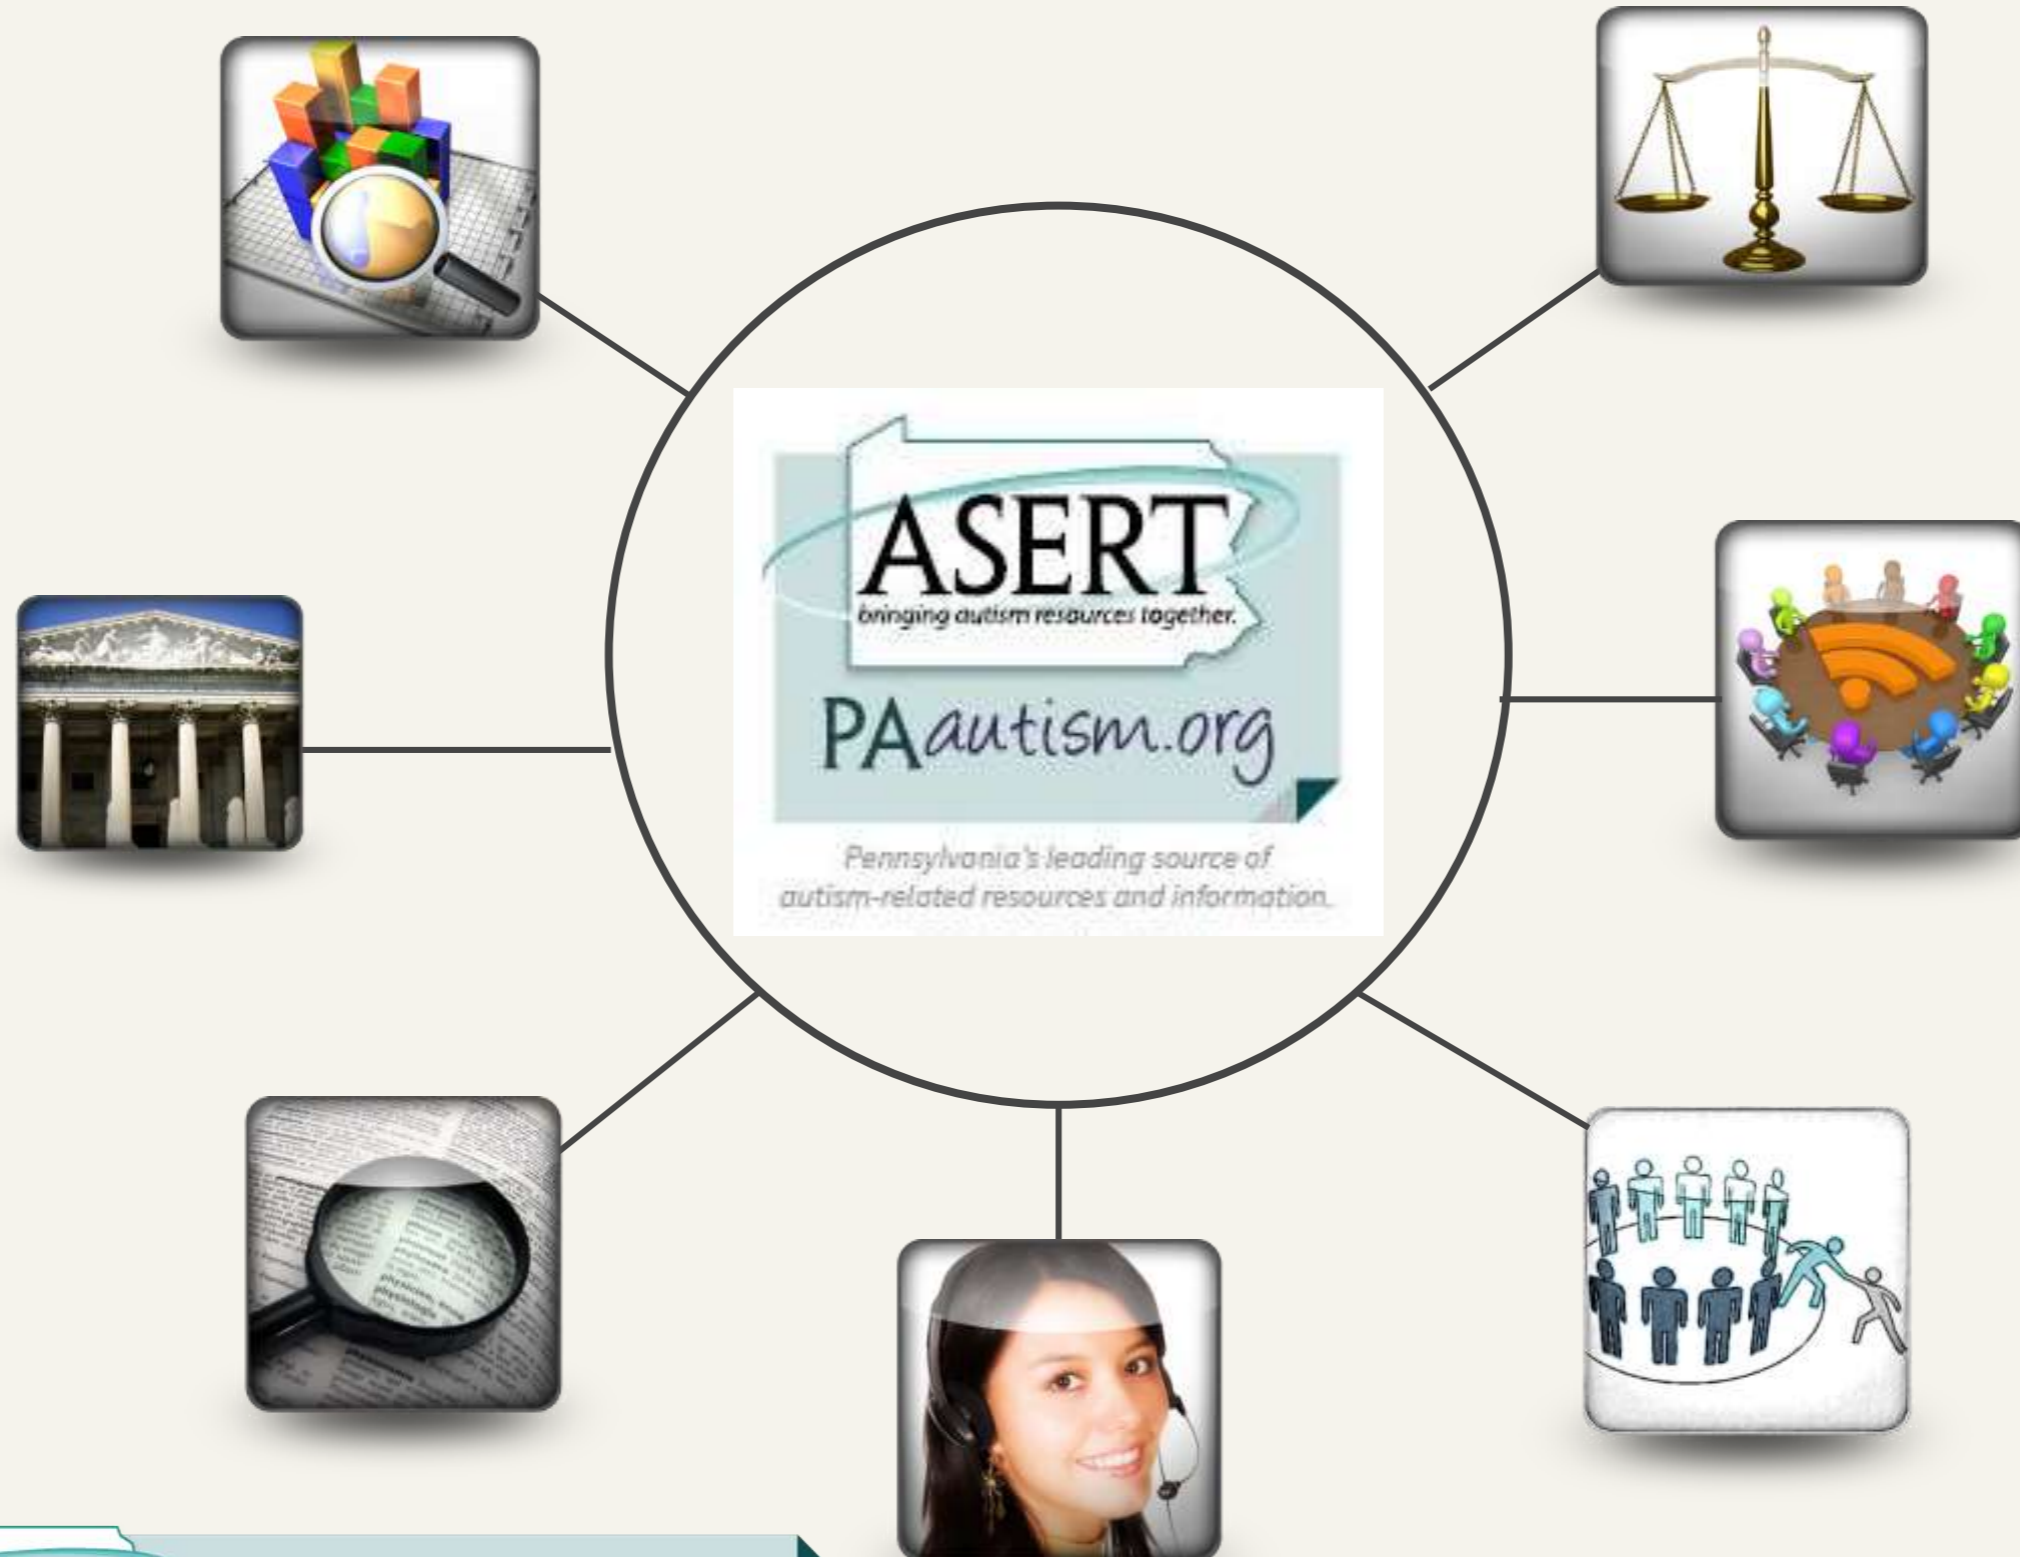 ASERT
bringing autism resources together.
PAautism.org
Pennsylvania's leading source of
autism-related resources and information.